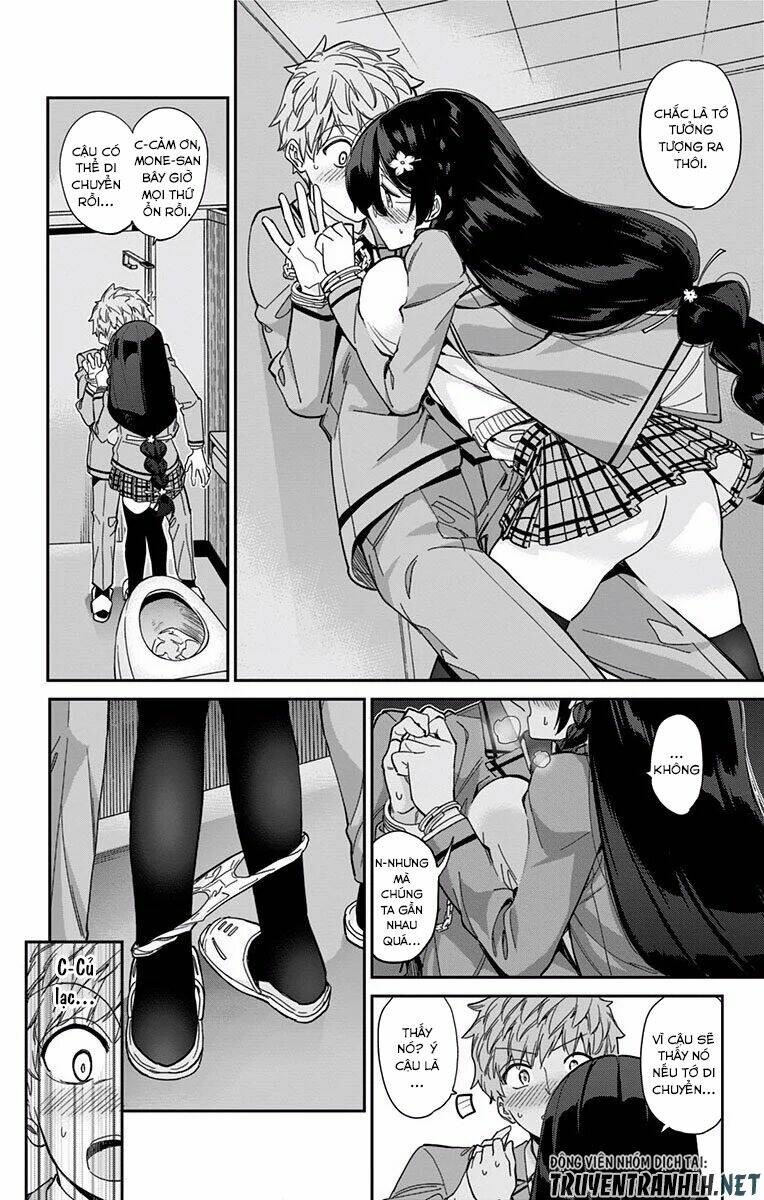 CHẮC LÀ TỚ
TƯỞNG
TƯỢNG RA
THÔI.
C-CẢM ƠN,
MONE-SAN
BÂY GIỜ
MỌI THỨ
ỔN RỒI.
CẬU CÓ
THỂ DI
CHUYỂN
RỒI...
...
KHÔNG
N-NHƯNG
MÀ
CHÚNG
TA GẦN
NHAU
QUÁ...
VÌ CẬU SẼ
THẤY NÓ
NẾU TỚ DI
CHUYỂN...
THẤY
NÓ? Ý
CẬU LÀ
...
C-Củ
lạc...
ĐỘNG VIÊN NHÓM DỊCH TẠI:
TRUYENTRANHLH.NET